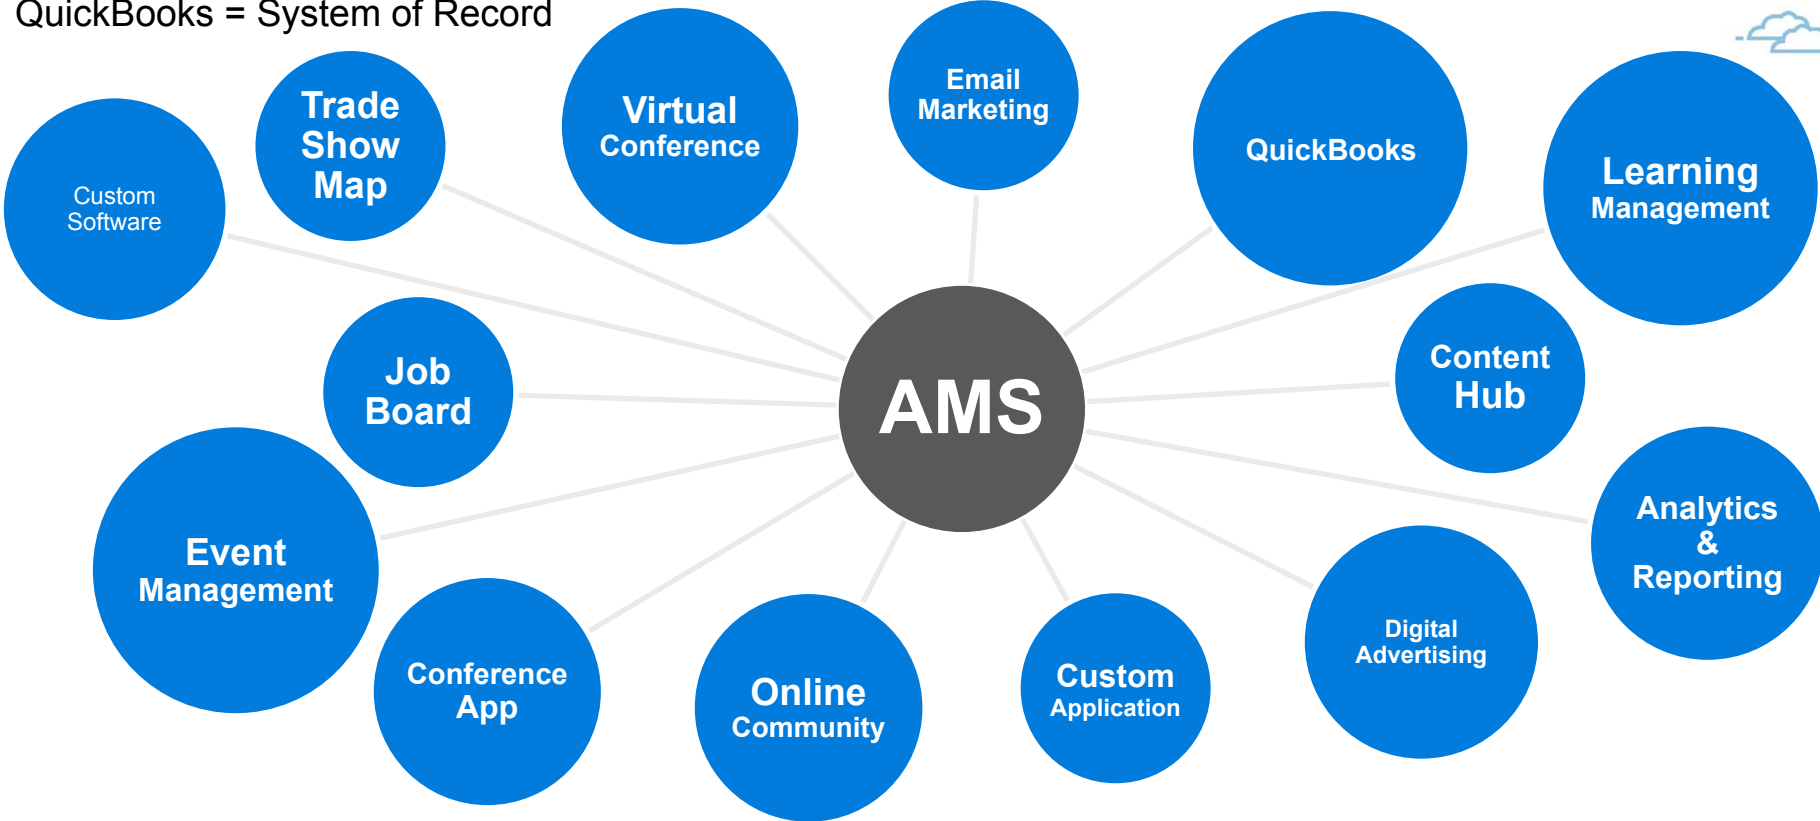 QuickBooks = System of Record
Custom
Software
Trade
Show
Map
Virtual
Conference
Email
Marketing
QuickBooks
Learning
Management
Job
Board
AMS
Content
Hub
Event
Management
Analytics
&
Reporting
Conference
App
Online
Community
Custom
Application
Digital
Advertising